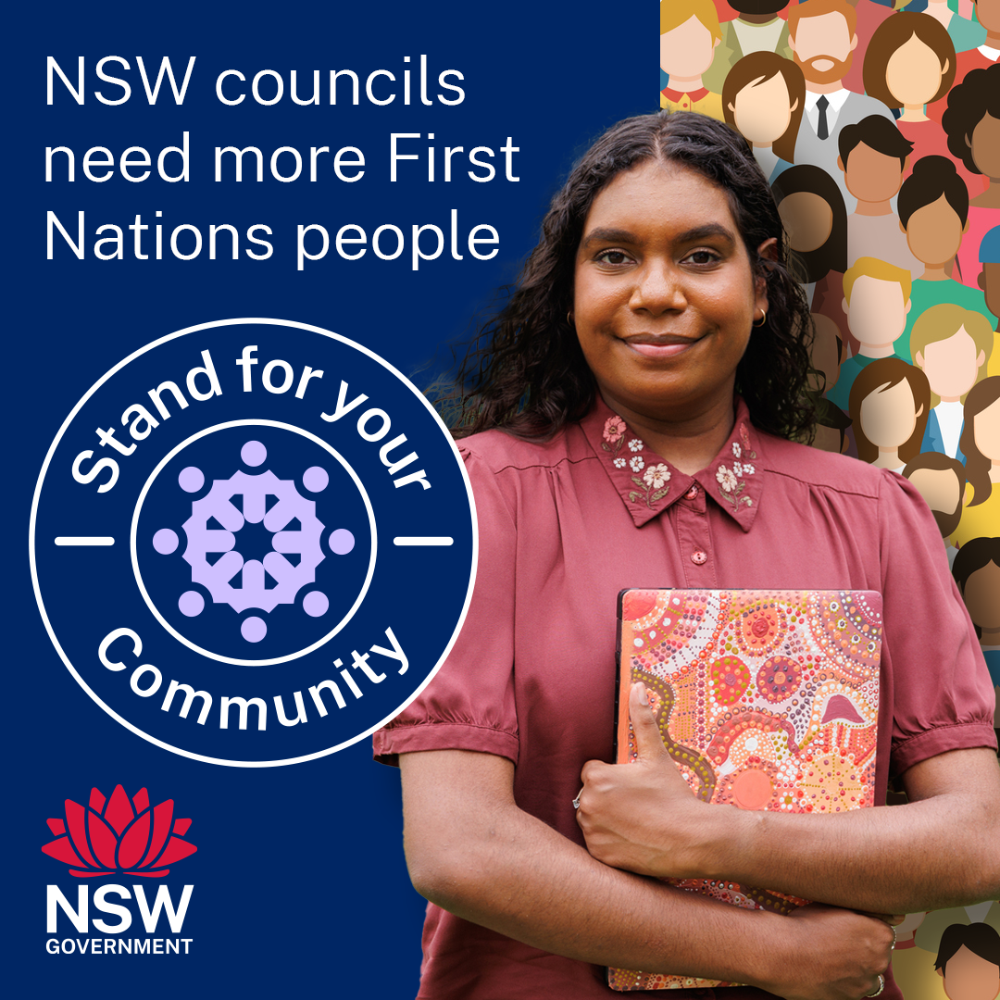 NSW councils
need more First
Nations people
Stand for your
Community
NSW
GOVERNMENT